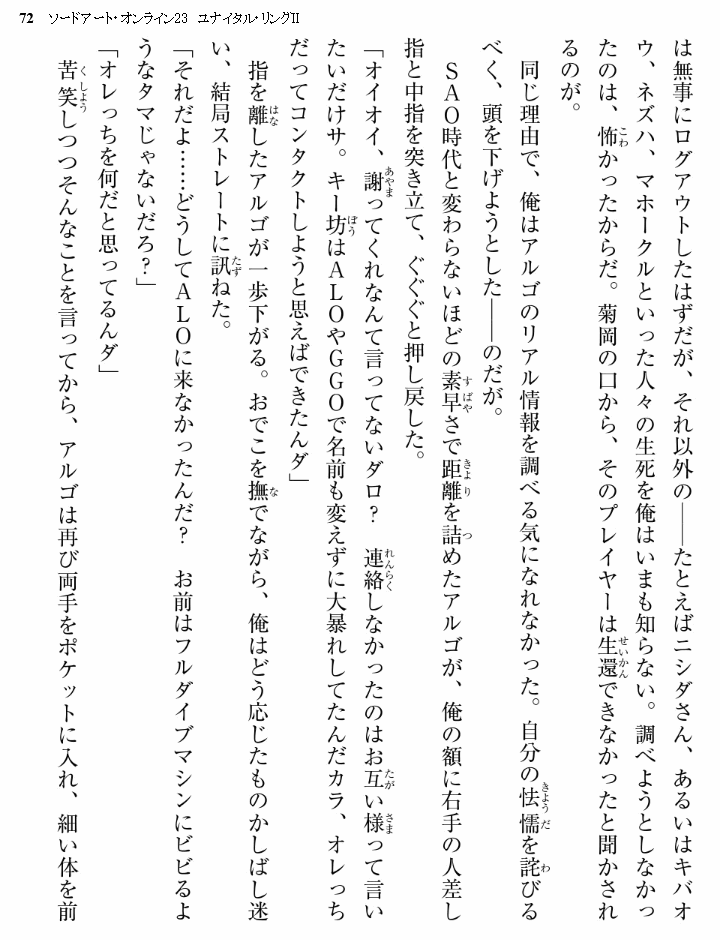 72 ソードアート・オンライン23 ユナイタル・リングII
は無事にログアウトしたはずだが、それ以外の――たとえばニシダさん、あるいはキバオ
ウ、ネズハ、マホークルといった人々の生死を俺はいまも知らない。調べようとしなかっ
たのは、怖かったからだ。菊岡の口から、そのプレイヤーは生還できなかったと聞かされ
るのが。
同じ理由で、俺はアルゴのリアル情報を調べる気になれなかった。自分の怯懦を詫びる
べく、頭を下げようとした――のだが。
SAO時代と変わらないほどの素早さで距離を詰めたアルゴが、俺の額に右手の人差し
指と中指を突き立て、ぐぐぐと押し戻した。
「オイオイ、謝ってくれなんて言ってないダロ? 連絡しなかったのはお互い様って言い
たいだけサ。キー坊はALOやGGOで名前も変えずに大暴れしてたんだカラ、オレっち
だってコンタクトしようと思えばできたんダ」
指を離したアルゴが一歩下がる。おでこを撫でながら、俺はどう応じたものかしばし迷
い、結局ストレートに訊ねた。
「それだよ……どうしてALOに来なかったんだ? お前はフルダイブマシンにビビるよ
うなタマじゃないだろ?」
「オレっちを何だと思ってるんダ」
苦笑しつつそんなことを言ってから、アルゴは再び両手をポケットに入れ、細い体を前